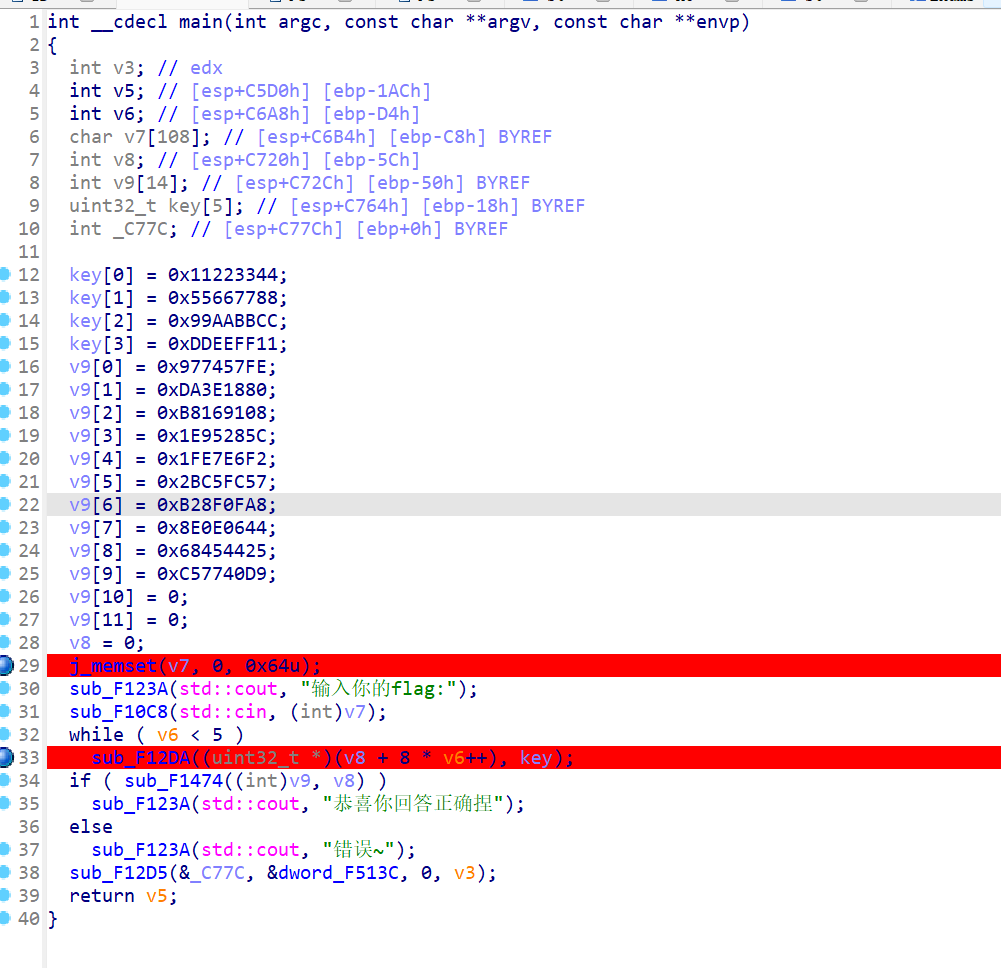 1 int __cdecl main(int argc, const char **argv, const char **envp)
2 {
3 int v3; // edx
4 int v5; // [esp+C5D0h] [ebp-1ACh]
5 int v6; // [esp+C6A8h] [ebp-D4h]
6 char v7[108]; // [esp+C6B4h] [ebp-C8h] BYREF
7 int v8; // [esp+C720h] [ebp-5Ch]
8 int v9[14]; // [esp+C72Ch] [ebp-50h] BYREF
9 uint32_t key[5]; // [esp+C764h] [ebp-18h] BYREF
10 int _C77C; // [esp+C77Ch] [ebp+0h] BYREF
11
12 key[0] = 0x11223344;
13 key[1] = 0x55667788;
14 key[2] = 0x99AABBCC;
15 key[3] = 0xDDEEFF11;
16 v9[0] = 0x977457FE;
17 v9[1] = 0xDA3E1880;
18 v9[2] = 0xB8169108;
19 v9[3] = 0x1E95285C;
20 v9[4] = 0x1FE7E6F2;
21 v9[5] = 0x2BC5FC57;
22 v9[6] = 0xB28F0FA8;
23 v9[7] = 0x8E0E0644;
24 v9[8] = 0x68454425;
25 v9[9] = 0xC57740D9;
26 v9[10] = 0;
27 v9[11] = 0;
28 v8 = 0;
29 j_memset(v7, 0, 0x64u);
30 sub_F123A(std::cout, "输入你的flag:");
31 sub_F10C8(std::cin, (int)v7);
32 while ( v6 < 5 )
33 sub_F12DA((uint32_t *)(v8 + 8 * v6++), key);
34 if ( sub_F1474((int)v9, v8) )
35 sub_F123A(std::cout, "恭喜你回答正确捏");
36 else
37 sub_F123A(std::cout, "错误~");
38 sub_F12D5(&_C77C, &dword_F513C, 0, v3);
39 return v5;
40 }